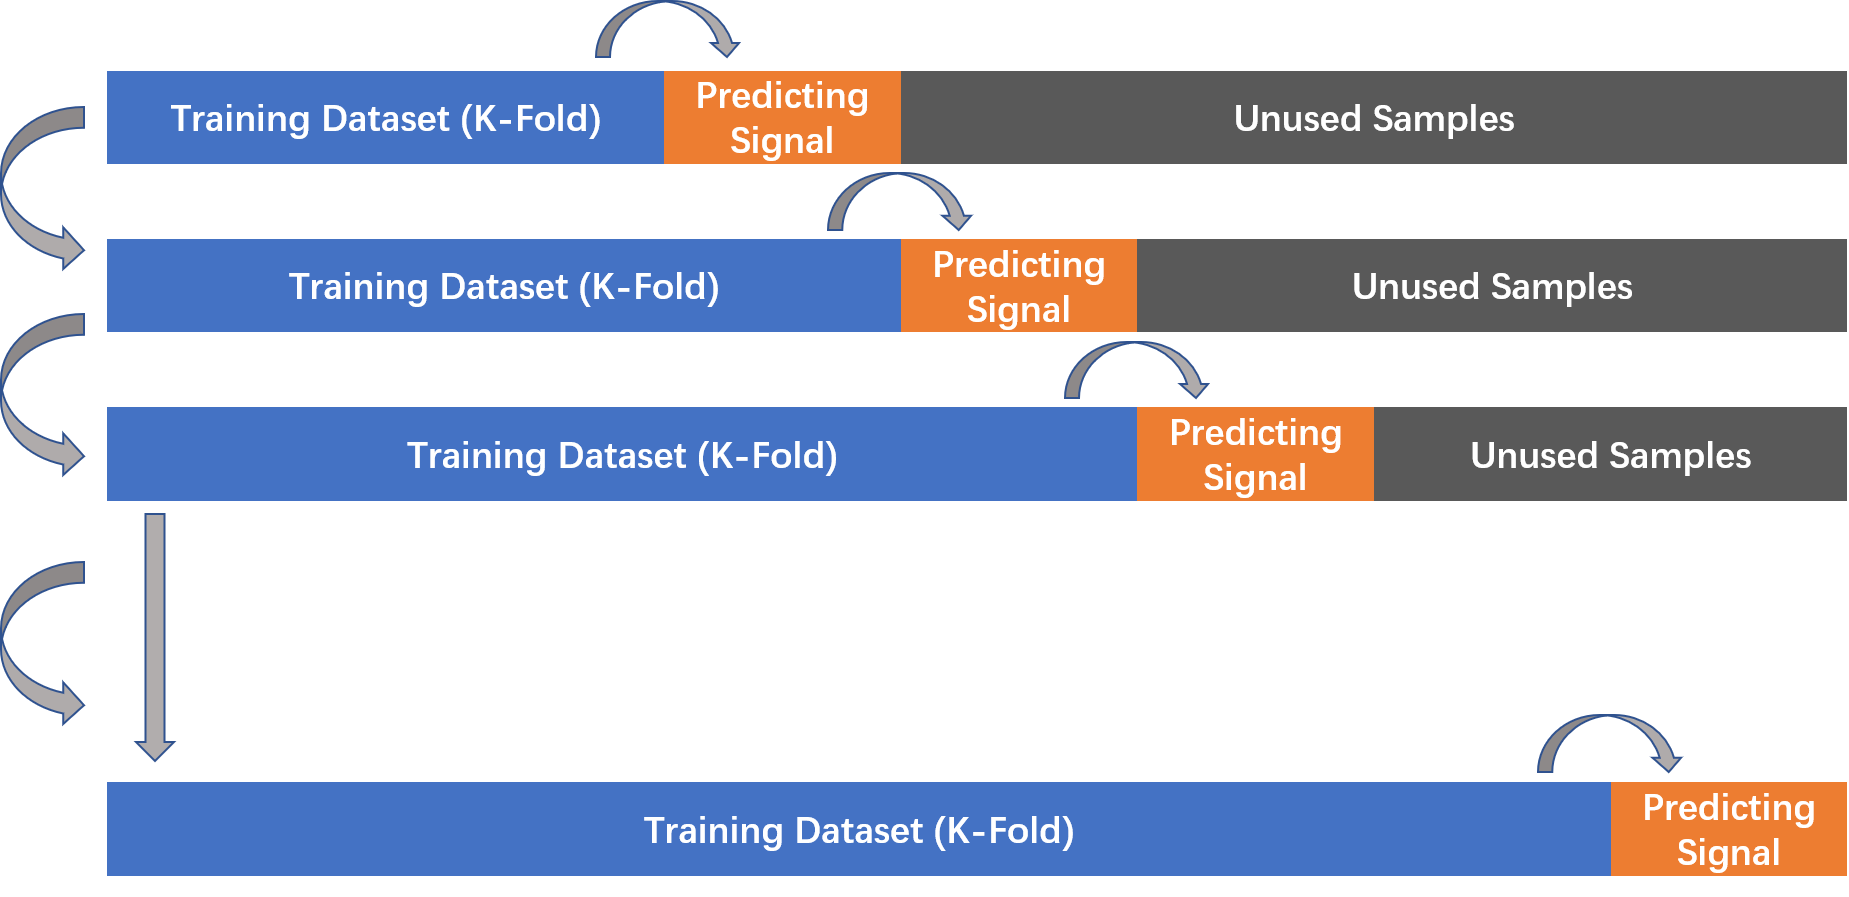 Training Dataset (K-Fold)
Predicting
Signal
Unused Samples
Training Dataset (K-Fold)
Predicting
Signal
Unused Samples
Training Dataset (K-Fold)
Predicting
Signal
Unused Samples
Training Dataset (K-Fold)
Predicting
Signal